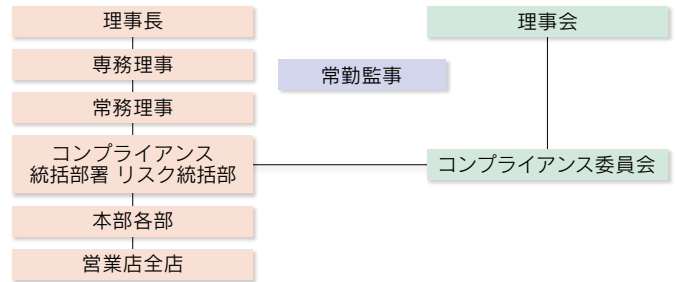 理事長
専務理事
常務理事
コンプライアンス
統括部署 リスク統括部
本部各部
営業店全店
常勤監事
理事会
コンプライアンス委員会